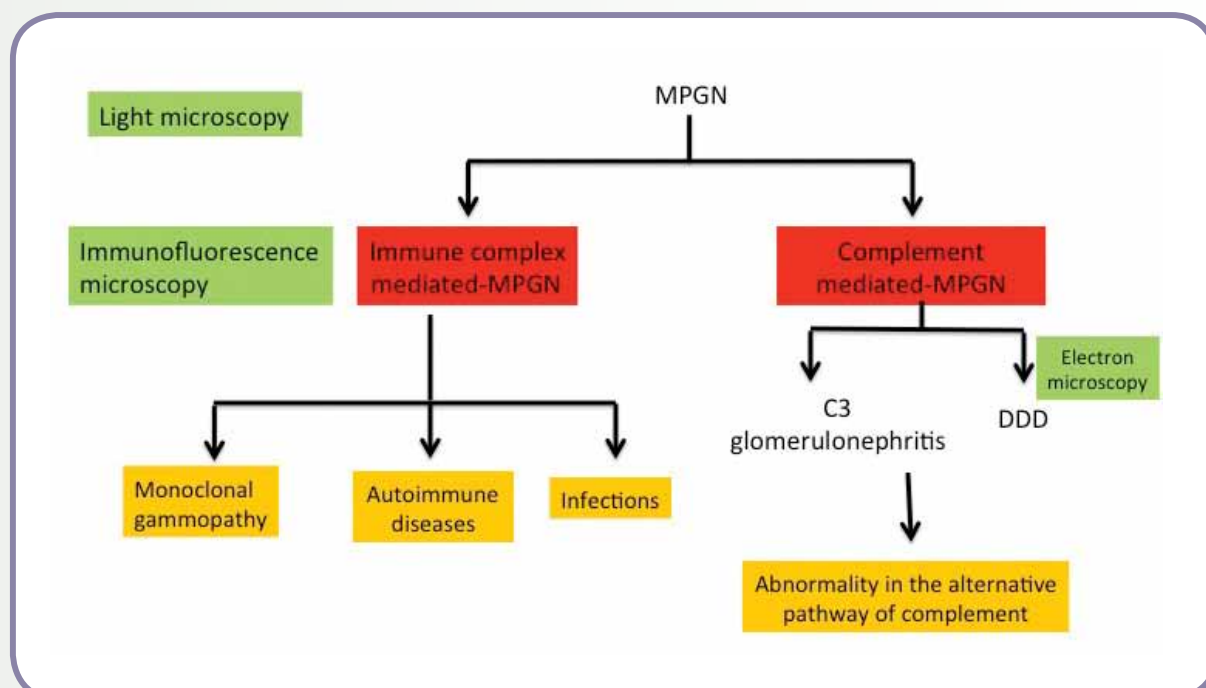 Light microscopy
MPGN
Immunofluorescence
microscopy
Immune complex
mediated-MPGN
Complement
mediated-MPGN
Electron
microscopy
C3
glomerulonephritis
DDD
Monoclonal
gammopathy
Autoimmune
diseases
Infections
Abnormality in the alternative
pathway of complement